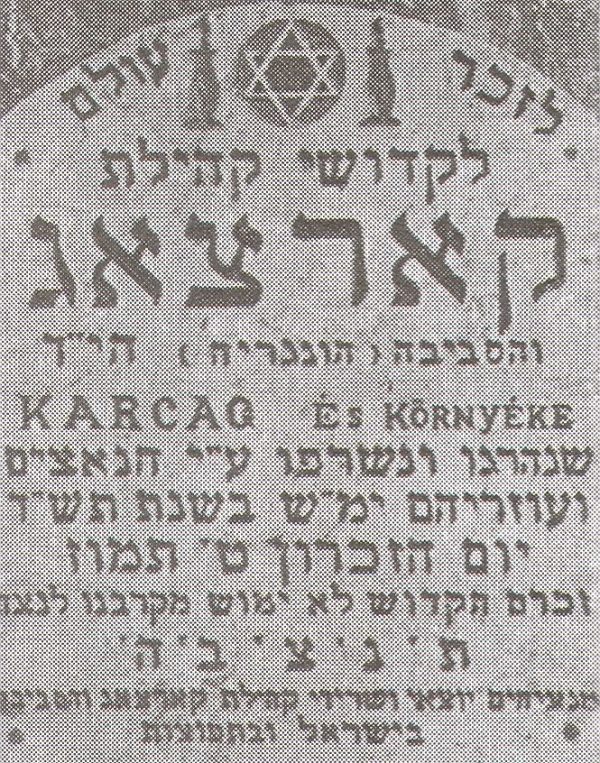 לזכר עולם
לקדושי קהילת
קארצאג
והסביבה (הונגריה) הי״ד
KARCAG És KÖRNyÉKE
שנהרגו ונשרפו ע״י הנאצים
ועוזריהם ימ״ש בשנת תש״ד
יום הזכרון ט׳ תמוז
זכרם הקדוש לא ימוש מקרבנו לנצח
ת׳ נ׳ צ׳ ב׳ ה׳
מנציחים יוצאי ושרידי קהילת קארצאג והסביבה
בישראל ובתפוצות